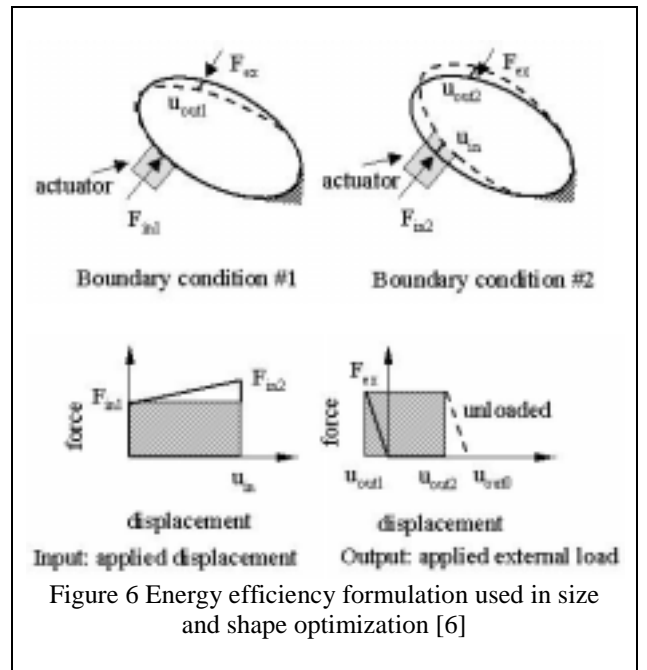 F_ex
u_out1
actuator
F_in1
Boundary condition #1
F_ex
u_out2
u_in
actuator
F_in2
Boundary condition #2
F_in1
F_in2
force
u_in
displacement
Input: applied displacement
F_ex
unloaded
force
u_out1 u_out2 u_out0
displacement
Output: applied external load
Figure 6 Energy efficiency formulation used in size
and shape optimization [6]